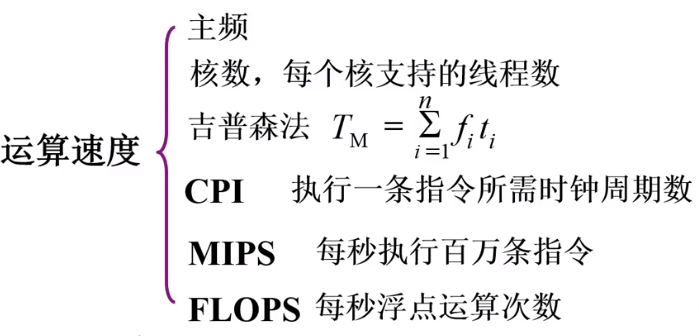 运算速度
主频
核数，每个核支持的线程数
吉普森法 T_M = \sum_{i=1}^{n} f_i t_i
CPI 执行一条指令所需时钟周期数
MIPS 每秒执行百万条指令
FLOPS 每秒浮点运算次数